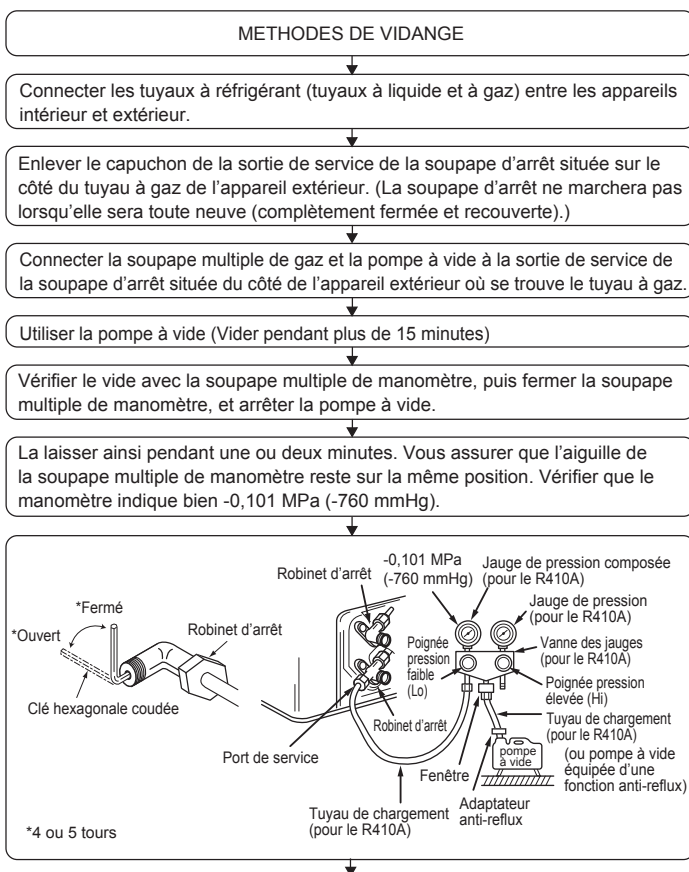 METHODES DE VIDANGE
Connecter les tuyaux à réfrigérant (tuyaux à liquide et à gaz) entre les appareils
intérieur et extérieur.
Enlever le capuchon de la sortie de service de la soupape d’arrêt située sur le
côté du tuyau à gaz de l’appareil extérieur. (La soupape d’arrêt ne marchera pas
lorsqu’elle sera toute neuve (complètement fermée et recouverte).)
Connecter la soupape multiple de gaz et la pompe à vide à la sortie de service de
la soupape d’arrêt située du côté de l’appareil extérieur où se trouve le tuyau à gaz.
Utiliser la pompe à vide (Vider pendant plus de 15 minutes)
Vérifier le vide avec la soupape multiple de manomètre, puis fermer la soupape
multiple de manomètre, et arrêter la pompe à vide.
La laisser ainsi pendant une ou deux minutes. Vous assurer que l’aiguille de
la soupape multiple de manomètre reste sur la même position. Vérifier que le
manomètre indique bien -0,101 MPa (-760 mmHg).
*Fermé
*Ouvert
Robinet d’arrêt
Clé hexagonale coudée
*4 ou 5 tours
Robinet d’arrêt
-0,101 MPa
(-760 mmHg)
Jauge de pression composée
(pour le R410A)
Jauge de pression
(pour le R410A)
Vanne des jauges
(pour le R410A)
Poignée
pression
faible
(Lo)
Poignée pression
élevée (Hi)
Robinet d’arrêt
Port de service
Tuyau de chargement
(pour le R410A)
Fenêtre
Tuyau de chargement
(pour le R410A)
pompe
à vide
(ou pompe à vide
équipée d’une
fonction anti-reflux)
Adaptateur
anti-reflux